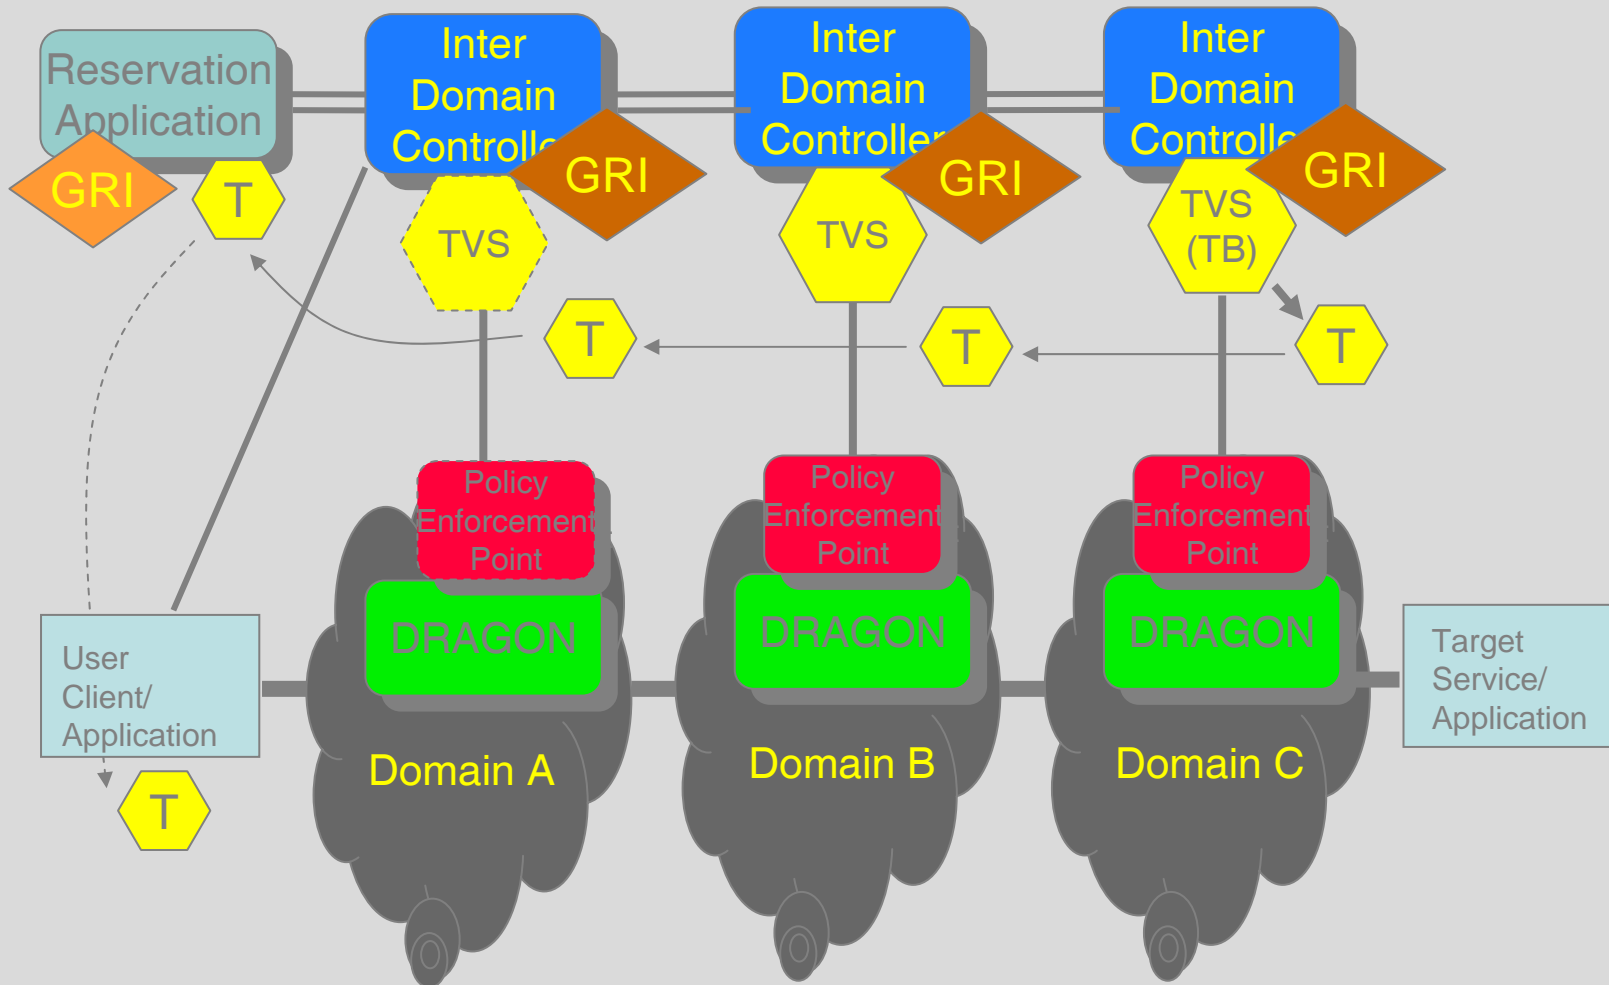 Reservation
Application
GRI
T
Inter
Domain
Controller
GRI
TVS
Inter
Domain
Controller
GRI
TVS
Inter
Domain
Controller
GRI
TVS
(TB)
T
T
T
Policy
Enforcement
Point
DRAGON
Domain A
Policy
Enforcement
Point
DRAGON
Domain B
Policy
Enforcement
Point
DRAGON
Domain C
User
Client/
Application
T
Target
Service/
Application